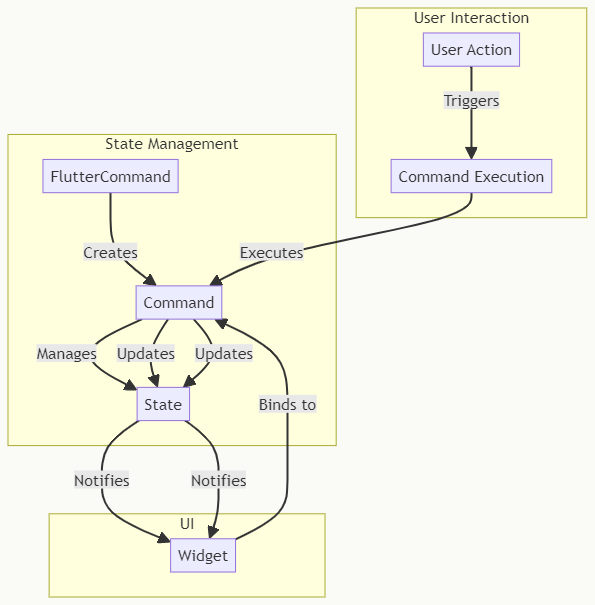 User Interaction
User Action
Triggers
State Management
FlutterCommand
Command Execution
Creates
Executes
Command
Manages
Updates
Updates
State
Binds to
Notifies
Notifies
UI
Widget